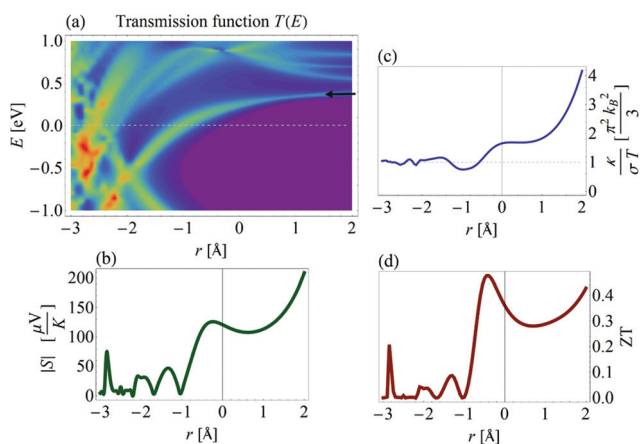 (a) Transmission function T(E)
1.0
0.5
0.0
−0.5
−1.0
E [eV]
−3 −2 −1 0 1 2
r [Å]
(c)
4
3
2
1
0
κ/σT [π² k_B²/3]
−3 −2 −1 0 1 2
r [Å]
(b)
200
150
100
50
0
|S| [μV/K]
−3 −2 −1 0 1 2
r [Å]
(d)
0.4
0.3
0.2
0.1
0
ZT
−3 −2 −1 0 1 2
r [Å]